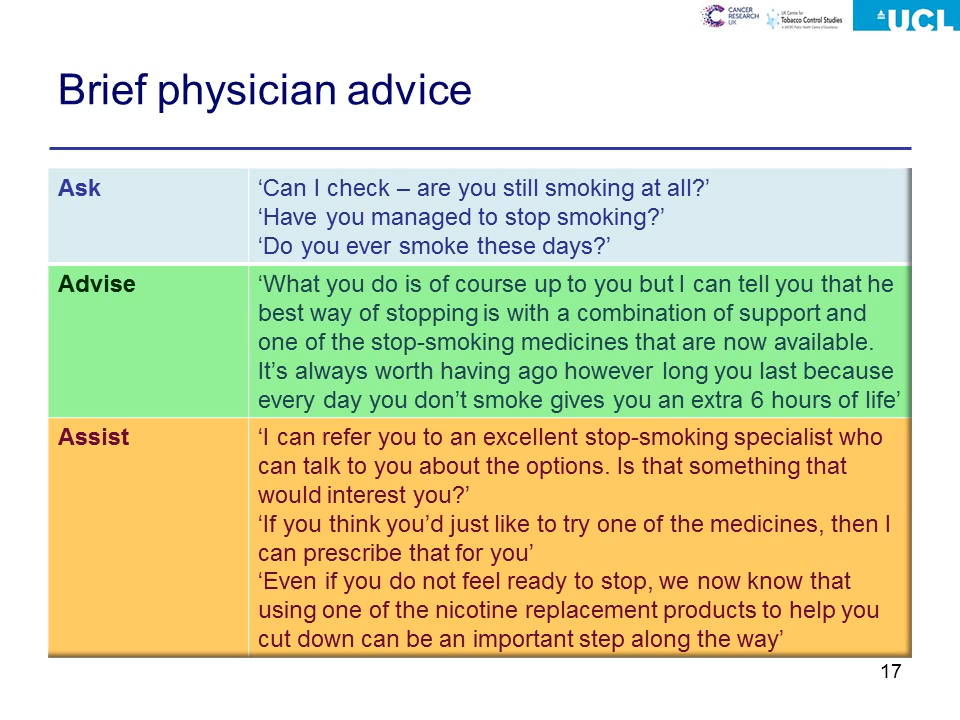 CANCER
RESEARCH
UK
UK Centre for
Tobacco Control Studies
UCL
Brief physician advice
Ask
‘Can I check – are you still smoking at all?’
‘Have you managed to stop smoking?’
‘Do you ever smoke these days?’
Advise
‘What you do is of course up to you but I can tell you that he
best way of stopping is with a combination of support and
one of the stop-smoking medicines that are now available.
It’s always worth having ago however long you last because
every day you don’t smoke gives you an extra 6 hours of life’
Assist
‘I can refer you to an excellent stop-smoking specialist who
can talk to you about the options. Is that something that
would interest you?’
‘If you think you’d just like to try one of the medicines, then I
can prescribe that for you’
‘Even if you do not feel ready to stop, we now know that
using one of the nicotine replacement products to help you
cut down can be an important step along the way’
17